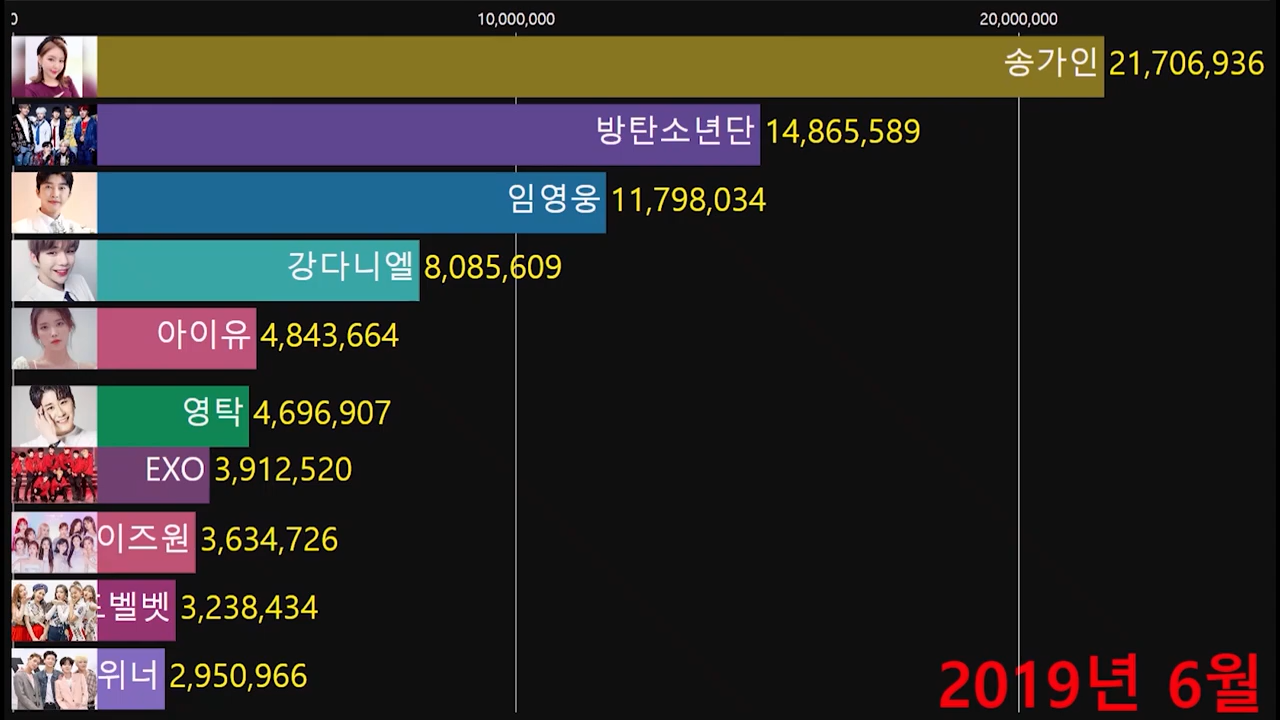 0 10,000,000 20,000,000
송가인 21,706,936
방탄소년단 14,865,589
임영웅 11,798,034
강다니엘 8,085,609
아이유 4,843,664
영탁 4,696,907
EXO 3,912,520
이즈원 3,634,726
벨벳 3,238,434
위너 2,950,966
2019년 6월